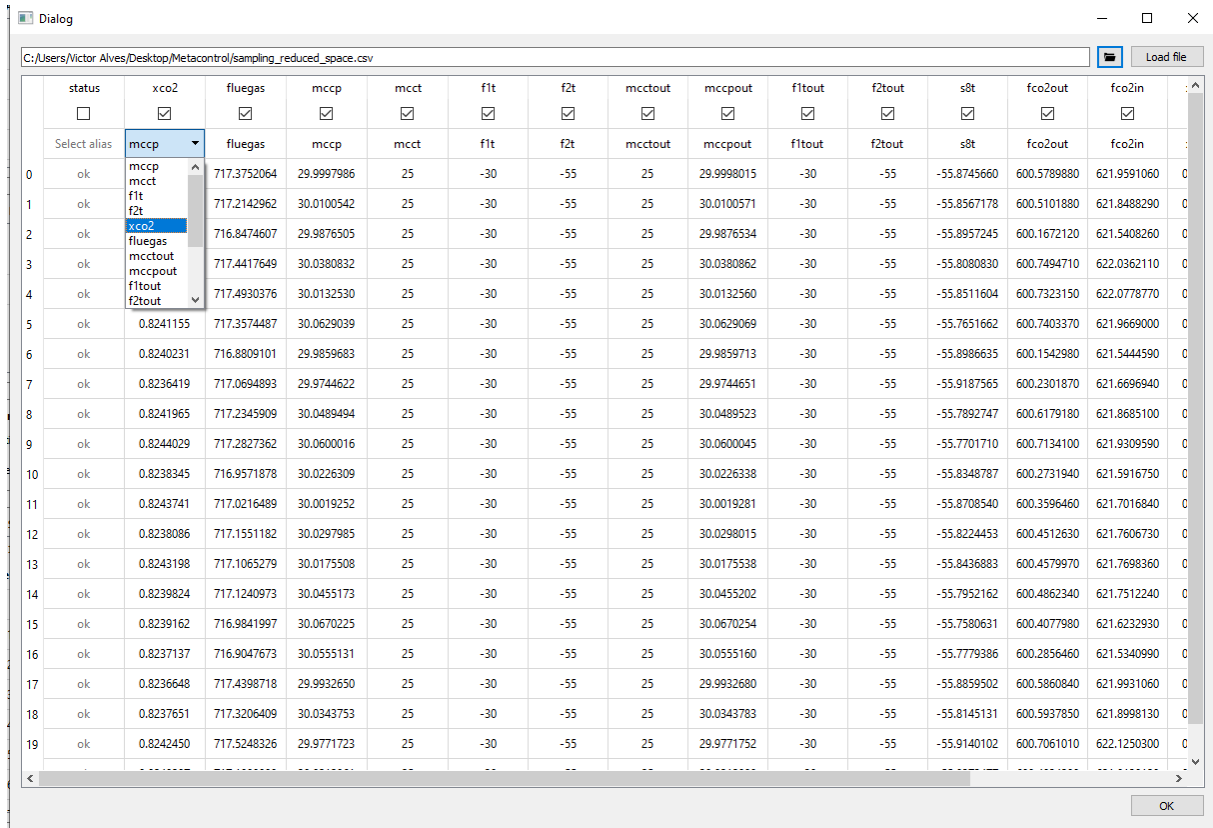 Dialog
C:/Users/Victor Alves/Desktop/Metacontrol/sampling_reduced_space.csv Load file
status xco2 fluegas mccp mcct f1t f2t mcctout mccpout f1tout f2tout s8t fco2out fco2in
Select alias mccp fluegas mccp mcct f1t f2t mcctout mccpout f1tout f2tout s8t fco2out fco2in
mccp
mcct
f1t
f2t
xco2
fluegas
mcctout
mccpout
f1tout
f2tout
0 ok 717.3752064 29.9997986 25 -30 -55 25 29.9998015 -30 -55 -55.8745660 600.5789880 621.9591060
1 ok 717.2142962 30.0100542 25 -30 -55 25 30.0100571 -30 -55 -55.8567178 600.5101880 621.8488290
2 ok 716.8474607 29.9876505 25 -30 -55 25 29.9876534 -30 -55 -55.8957245 600.1672120 621.5408260
3 ok 717.4417649 30.0380832 25 -30 -55 25 30.0380862 -30 -55 -55.8080830 600.7494710 622.0362110
4 ok 717.4930376 30.0132530 25 -30 -55 25 30.0132560 -30 -55 -55.8511604 600.7323150 622.0778770
5 ok 0.8241155 717.3574487 30.0629039 25 -30 -55 25 30.0629069 -30 -55 -55.7651662 600.7403370 621.9669000
6 ok 0.8240231 716.8809101 29.9859683 25 -30 -55 25 29.9859713 -30 -55 -55.8986635 600.1542980 621.5444590
7 ok 0.8236419 717.0694893 29.9744622 25 -30 -55 25 29.9744651 -30 -55 -55.9187565 600.2301870 621.6696940
8 ok 0.8241965 717.2345909 30.0489494 25 -30 -55 25 30.0489523 -30 -55 -55.7892747 600.6179180 621.8685100
9 ok 0.8244029 717.2827362 30.0600016 25 -30 -55 25 30.0600045 -30 -55 -55.7701710 600.7134100 621.9309590
10 ok 0.8238345 716.9571878 30.0226309 25 -30 -55 25 30.0226338 -30 -55 -55.8348787 600.2731940 621.5916750
11 ok 0.8243741 717.0216489 30.0019252 25 -30 -55 25 30.0019281 -30 -55 -55.8708540 600.3596460 621.7016840
12 ok 0.8238086 717.1551182 30.0297985 25 -30 -55 25 30.0298015 -30 -55 -55.8224453 600.4512630 621.7606730
13 ok 0.8243198 717.1065279 30.0175508 25 -30 -55 25 30.0175538 -30 -55 -55.8436883 600.4579970 621.7698360
14 ok 0.8239824 717.1240973 30.0455173 25 -30 -55 25 30.0455202 -30 -55 -55.7952162 600.4862340 621.7512240
15 ok 0.8239162 716.9841997 30.0670225 25 -30 -55 25 30.0670254 -30 -55 -55.7580631 600.4077980 621.6232930
16 ok 0.8237137 716.9047673 30.0555131 25 -30 -55 25 30.0555160 -30 -55 -55.7779386 600.2856460 621.5340990
17 ok 0.8236648 717.4398718 29.9932650 25 -30 -55 25 29.9932680 -30 -55 -55.8859502 600.5860840 621.9931060
18 ok 0.8237651 717.3206409 30.0343753 25 -30 -55 25 30.0343783 -30 -55 -55.8145131 600.5937850 621.8998130
19 ok 0.8242450 717.5248326 29.9771723 25 -30 -55 25 29.9771752 -30 -55 -55.9140102 600.7061010 622.1250300
OK